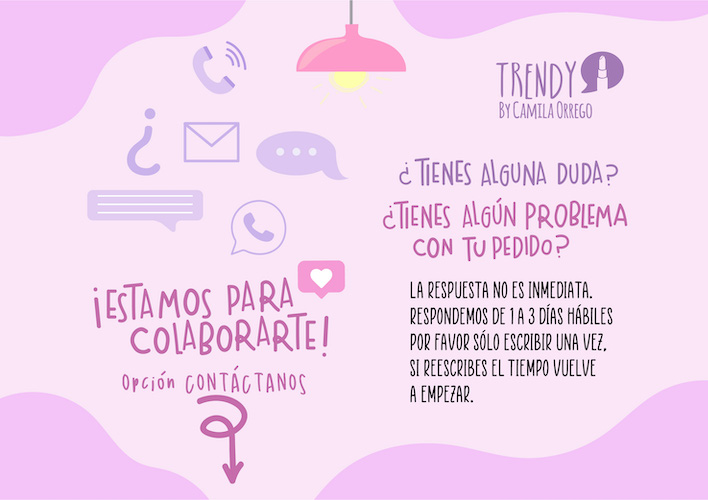 TRENDY
BY CAMILA ORREGO
¿
¿TIENES ALGUNA DUDA?
¿TIENES ALGÚN PROBLEMA
CON TU PEDIDO?
¡ESTAMOS PARA
COLABORARTE!
Opción CONTÁCTANOS
LA RESPUESTA NO ES INMEDIATA.
RESPONDEMOS DE 1 A 3 DÍAS HÁBILES
POR FAVOR SÓLO ESCRIBIR UNA VEZ,
SI REESCRIBES EL TIEMPO VUELVE
A EMPEZAR.